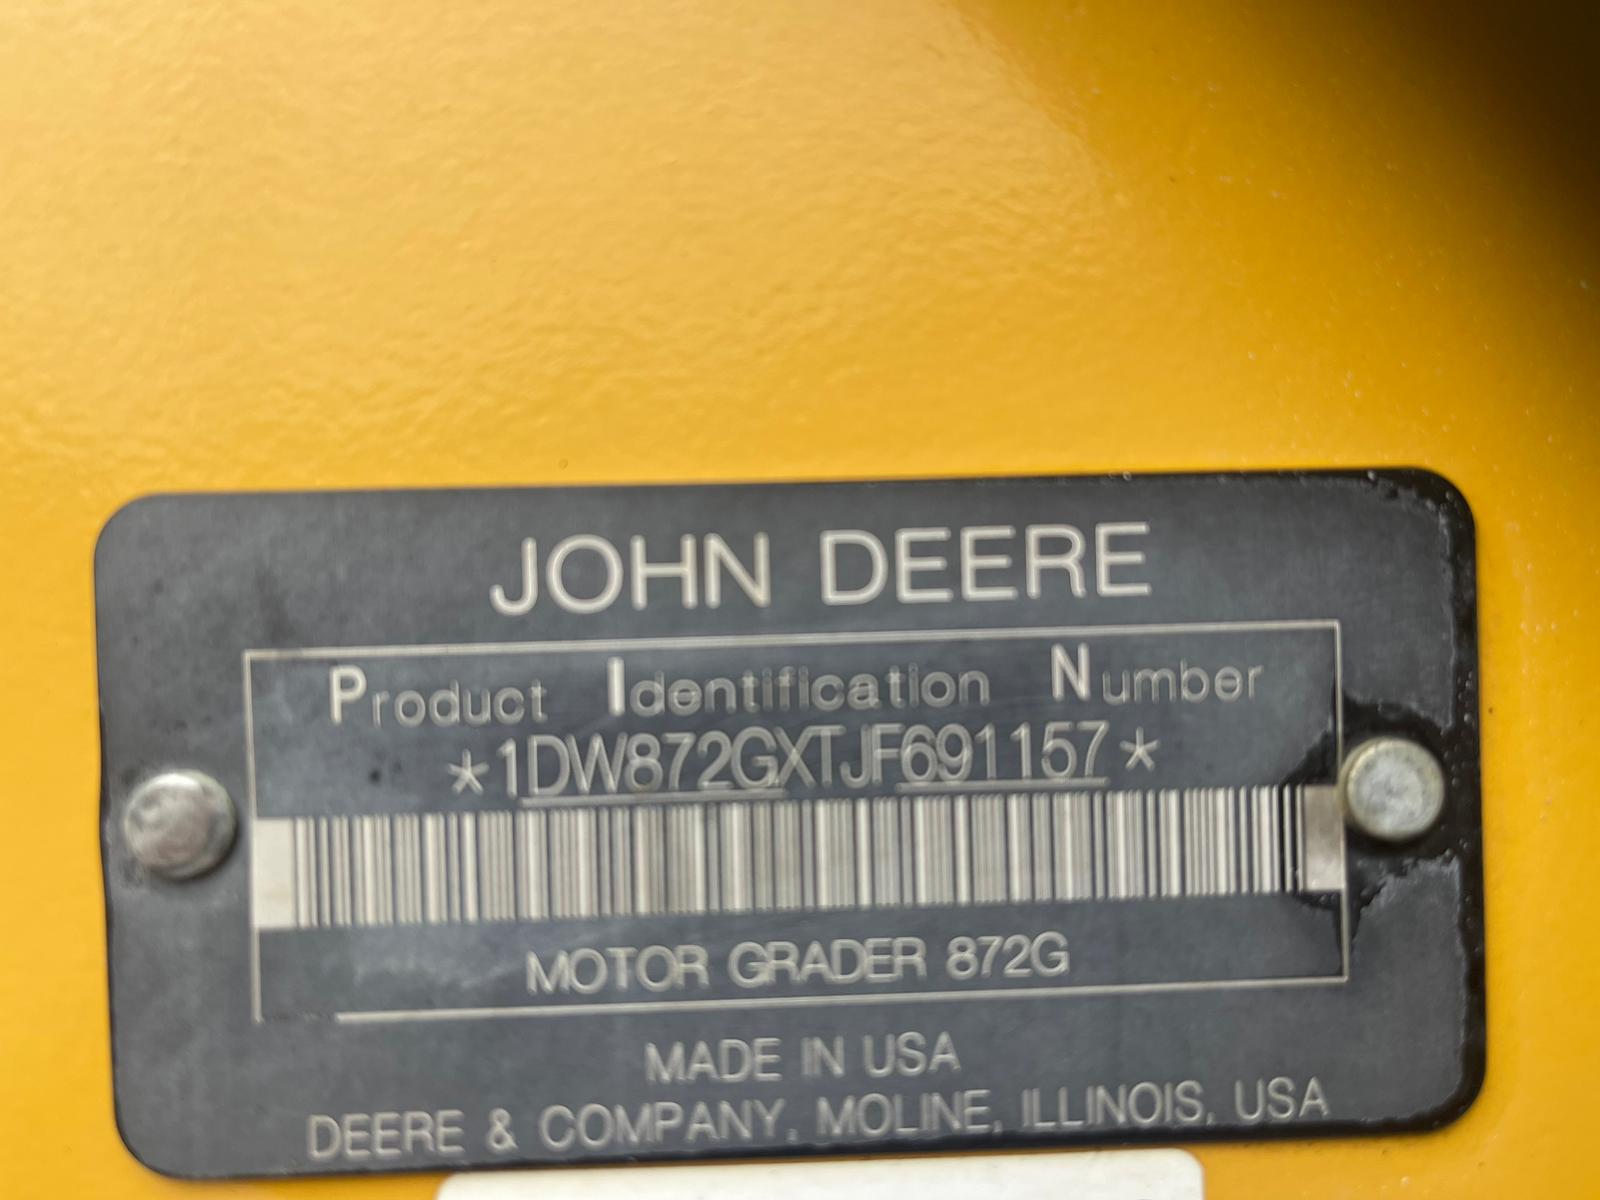 JOHN DEERE
Product Identification Number
*1DW872GXTJF691157*
MOTOR GRADER 872G
MADE IN USA
DEERE & COMPANY, MOLINE, ILLINOIS, USA